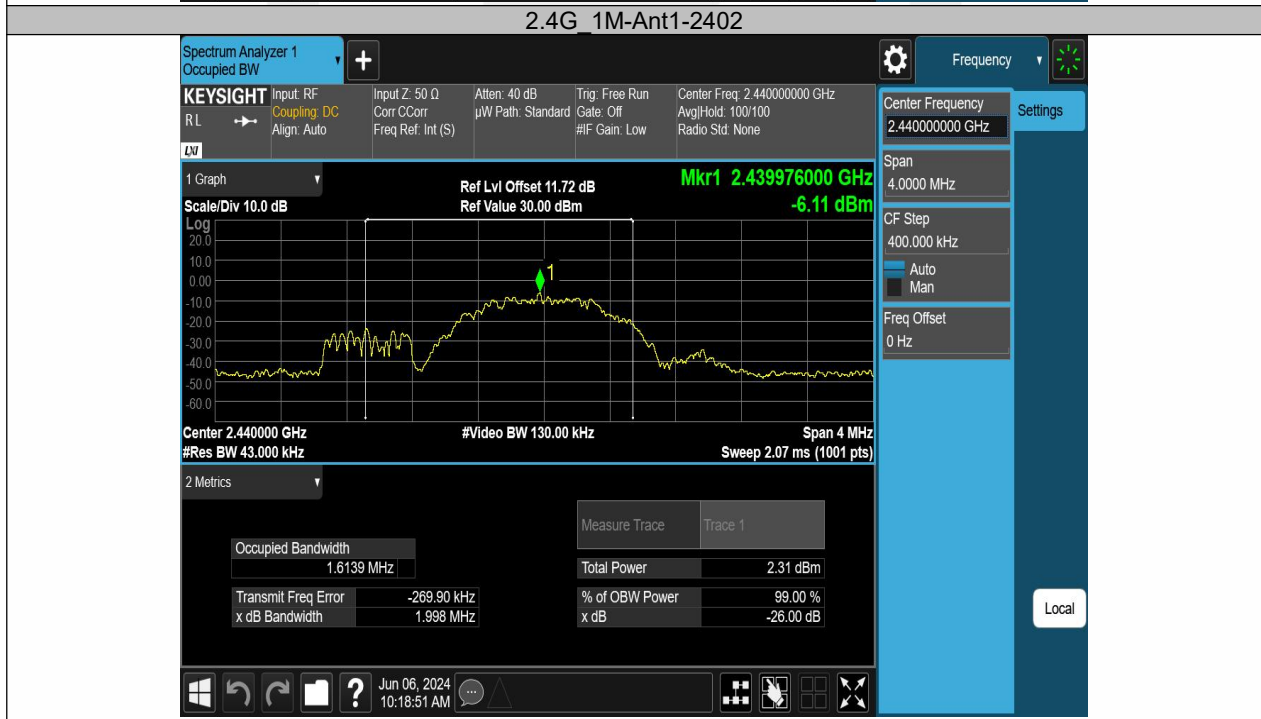 2.4G_1M-Ant1-2402
Spectrum Analyzer 1
Occupied BW
Frequency
KEYSIGHT
R L
LXI
Input: RF
Coupling: DC
Align: Auto
Input Z: 50 Ω
Corr CCorr
Freq Ref: Int (S)
Atten: 40 dB
µW Path: Standard
Trig: Free Run
Gate: Off
#IF Gain: Low
Center Freq: 2.440000000 GHz
Avg|Hold: 100/100
Radio Std: None
Center Frequency
2.440000000 GHz
Settings
Span
4.0000 MHz
CF Step
400.000 kHz
Auto
Man
Freq Offset
0 Hz
Local
1 Graph
Ref Lvl Offset 11.72 dB
Mkr1 2.439976000 GHz
Scale/Div 10.0 dB
Ref Value 30.00 dBm
-6.11 dBm
Log
20.0
10.0
0.00
-10.0
-20.0
-30.0
-40.0
-50.0
-60.0
1
Center 2.440000 GHz
#Video BW 130.00 kHz
Span 4 MHz
#Res BW 43.000 kHz
Sweep 2.07 ms (1001 pts)
2 Metrics
Measure Trace
Trace 1
Occupied Bandwidth
1.6139 MHz
Total Power
2.31 dBm
Transmit Freq Error
-269.90 kHz
% of OBW Power
99.00 %
x dB Bandwidth
1.998 MHz
x dB
-26.00 dB
?
Jun 06, 2024
10:18:51 AM